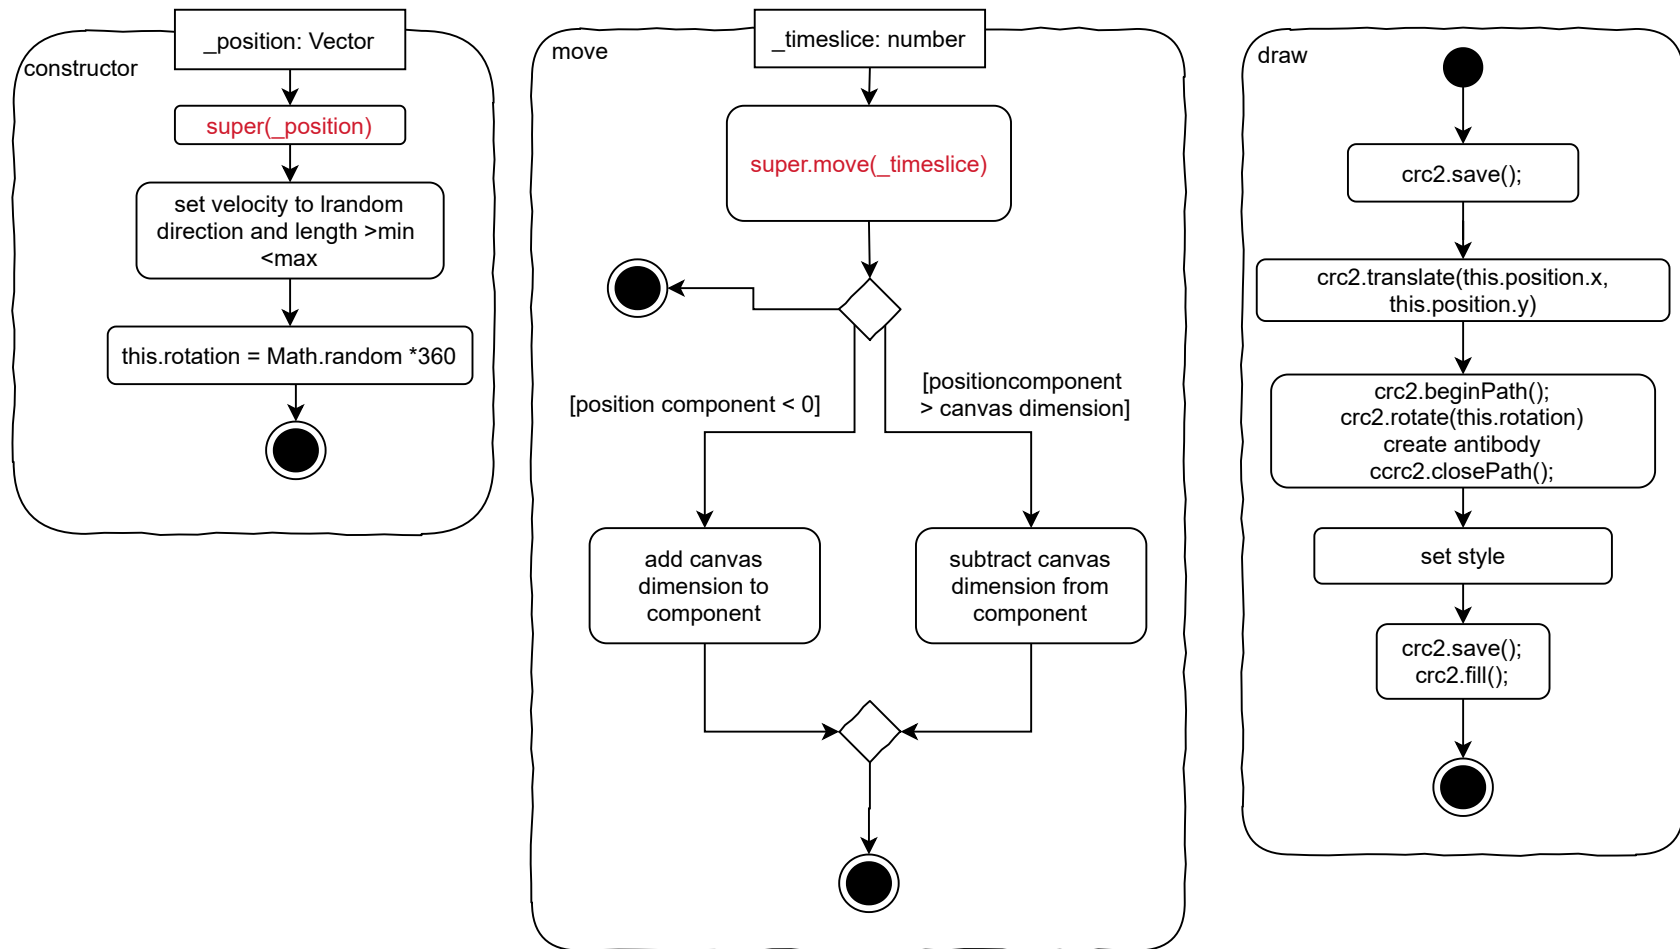 _position: Vector
constructor
super(_position)
set velocity to lrandom
direction and length >min
<max
this.rotation = Math.random *360
_timeslice: number
move
super.move(_timeslice)
[position component < 0]
[positioncomponent
> canvas dimension]
add canvas
dimension to
component
subtract canvas
dimension from
component
draw
crc2.save();
crc2.translate(this.position.x,
this.position.y)
crc2.beginPath();
crc2.rotate(this.rotation)
create antibody
ccrc2.closePath();
set style
crc2.save();
crc2.fill();